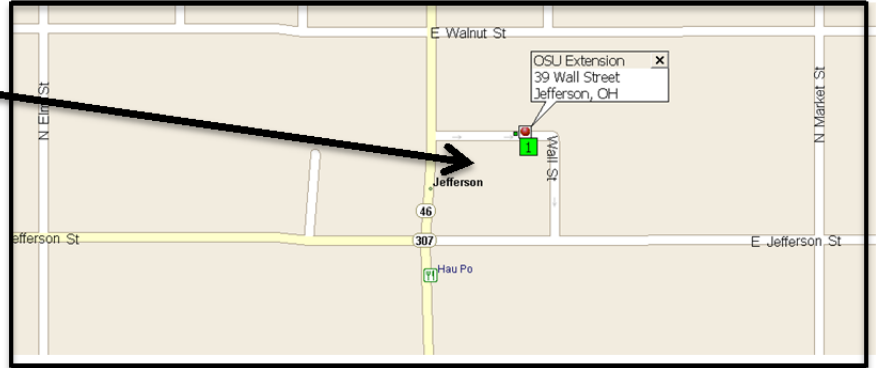 E Walnut St
OSU Extension
39 Wall Street
Jefferson, OH
N Elm St
N Market St
1
Wall St
Jefferson
46
efferson St
307
E Jefferson St
Hau Po